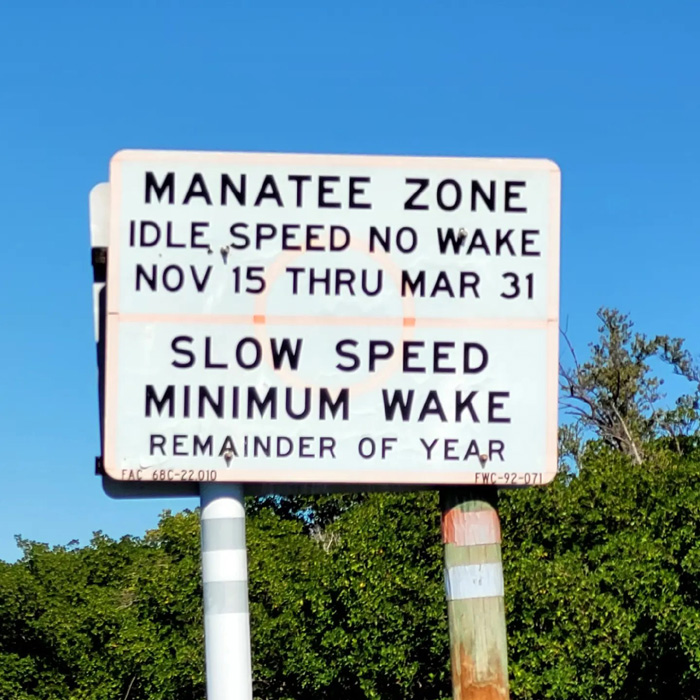 MANATEE ZONE
IDLE SPEED NO WAKE
NOV 15 THRU MAR 31
SLOW SPEED
MINIMUM WAKE
REMAINDER OF YEAR
FAC 68C-22.010 FWC-92-071